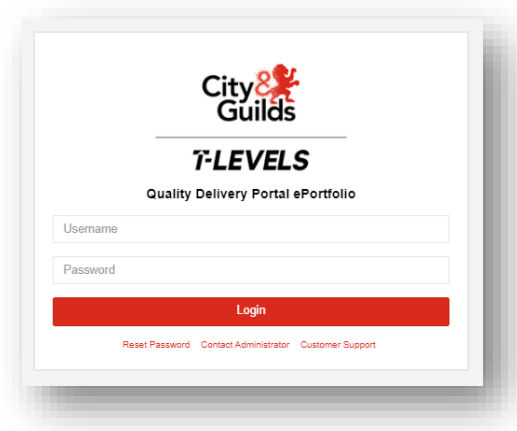 City&
Guilds
T-LEVELS
Quality Delivery Portal ePortfolio
Username
Password
Login
Reset Password Contact Administrator Customer Support